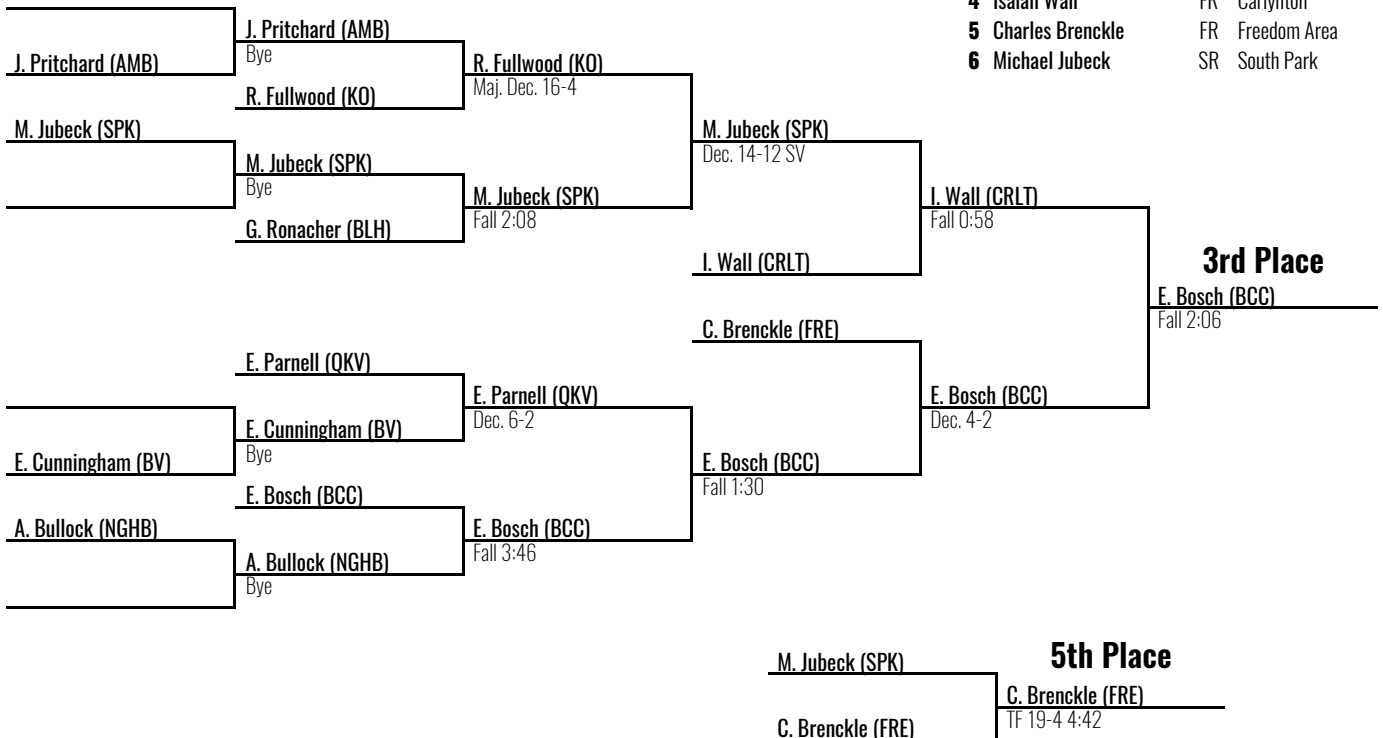 4 Isaiah Wall FR Carlynton
5 Charles Brenckle FR Freedom Area
6 Michael Jubeck SR South Park
J. Pritchard (AMB)
J. Pritchard (AMB)
Bye
R. Fullwood (KO)
R. Fullwood (KO)
Maj. Dec. 16-4
M. Jubeck (SPK)
M. Jubeck (SPK)
Bye
G. Ronacher (BLH)
M. Jubeck (SPK)
Fall 2:08
M. Jubeck (SPK)
Dec. 14-12 SV
I. Wall (CRLT)
I. Wall (CRLT)
Fall 0:58
3rd Place
E. Bosch (BCC)
Fall 2:06
C. Brenckle (FRE)
E. Parnell (QKV)
E. Parnell (QKV)
Dec. 6-2
E. Bosch (BCC)
Dec. 4-2
E. Cunningham (BV)
E. Cunningham (BV)
Bye
E. Bosch (BCC)
Fall 1:30
E. Bosch (BCC)
A. Bullock (NGHB)
E. Bosch (BCC)
Fall 3:46
A. Bullock (NGHB)
Bye
5th Place
M. Jubeck (SPK)
C. Brenckle (FRE)
TF 19-4 4:42
C. Brenckle (FRE)